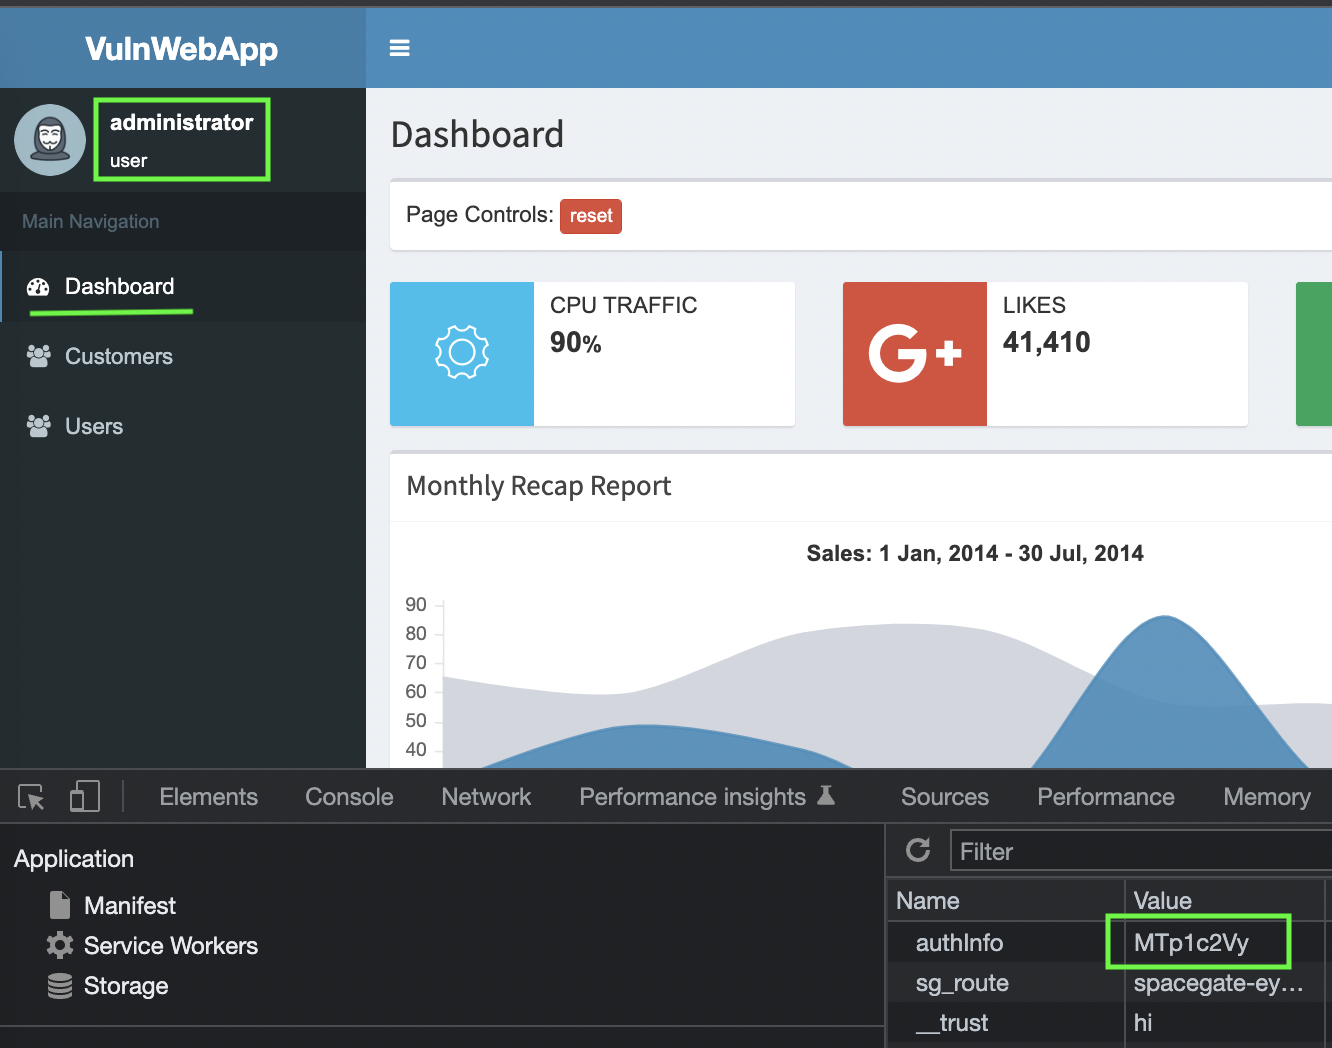 VulnWebApp
administrator
user
Main Navigation
Dashboard
Customers
Users
Dashboard
Page Controls: reset
CPU TRAFFIC
90%
G+
LIKES
41,410
Monthly Recap Report
Sales: 1 Jan, 2014 - 30 Jul, 2014
90
80
70
60
50
40
Elements Console Network Performance insights Sources Performance Memory
Application
Manifest
Service Workers
Storage
Filter
Name Value
authInfo MTp1c2Vy
sg_route spacegate-ey...
__trust hi